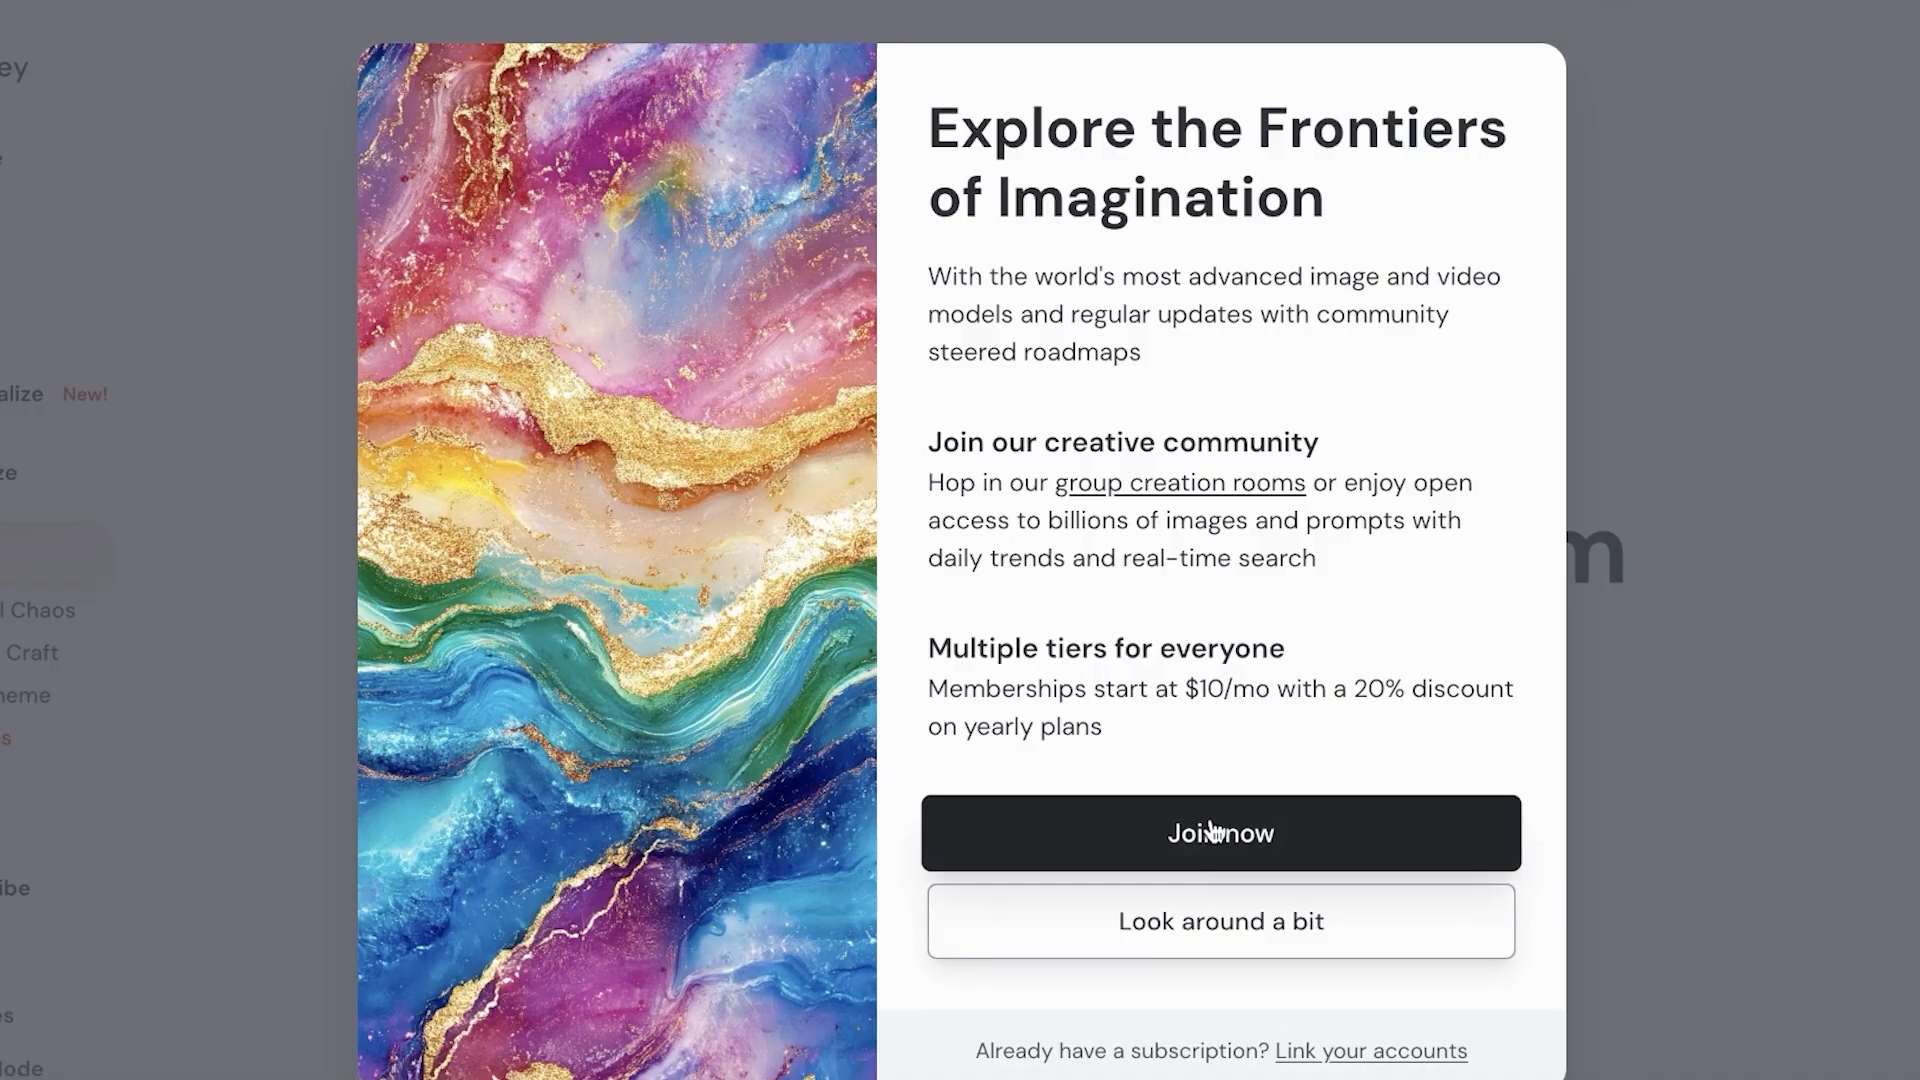 ey
alize New!
ze
l Chaos
Craft
heme
s
ibe
es
lode
Explore the Frontiers
of Imagination
With the world's most advanced image and video
models and regular updates with community
steered roadmaps
Join our creative community
Hop in our group creation rooms or enjoy open
access to billions of images and prompts with
daily trends and real-time search
Multiple tiers for everyone
Memberships start at $10/mo with a 20% discount
on yearly plans
Join now
Look around a bit
Already have a subscription? Link your accounts
m